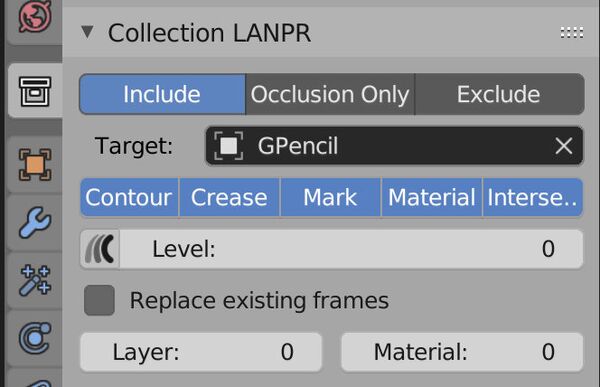 Collection LANPR
Include Occlusion Only Exclude
Target: GPencil
Contour Crease Mark Material Interse..
Level: 0
Replace existing frames
Layer: 0 Material: 0